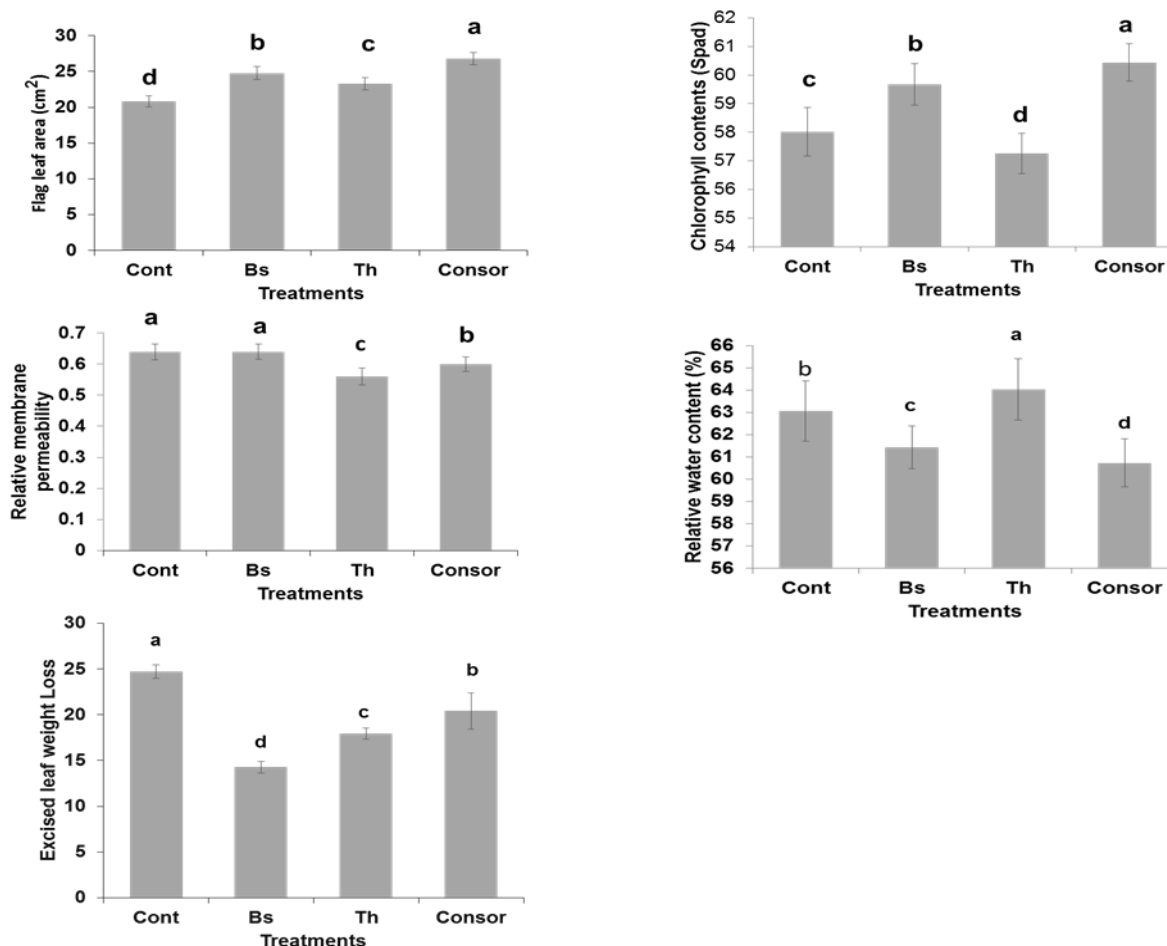 Flag leaf area (cm²)
30
25
20
15
10
5
0
d
b
c
a
Cont Bs Th Consor
Treatments
Chlorophyll contents (Spad)
62
61
60
59
58
57
56
55
54
c
b
d
a
Cont Bs Th Consor
Treatments
Relative membrane
permeability
0.7
0.6
0.5
0.4
0.3
0.2
0.1
0
a
a
c
b
Cont Bs Th Consor
Treatments
Relative water content (%)
66
65
64
63
62
61
60
59
58
57
56
b
c
a
d
Cont Bs Th Consor
Treatments
Excised leaf weight Loss
30
25
20
15
10
5
0
a
d
c
b
Cont Bs Th Consor
Treatments